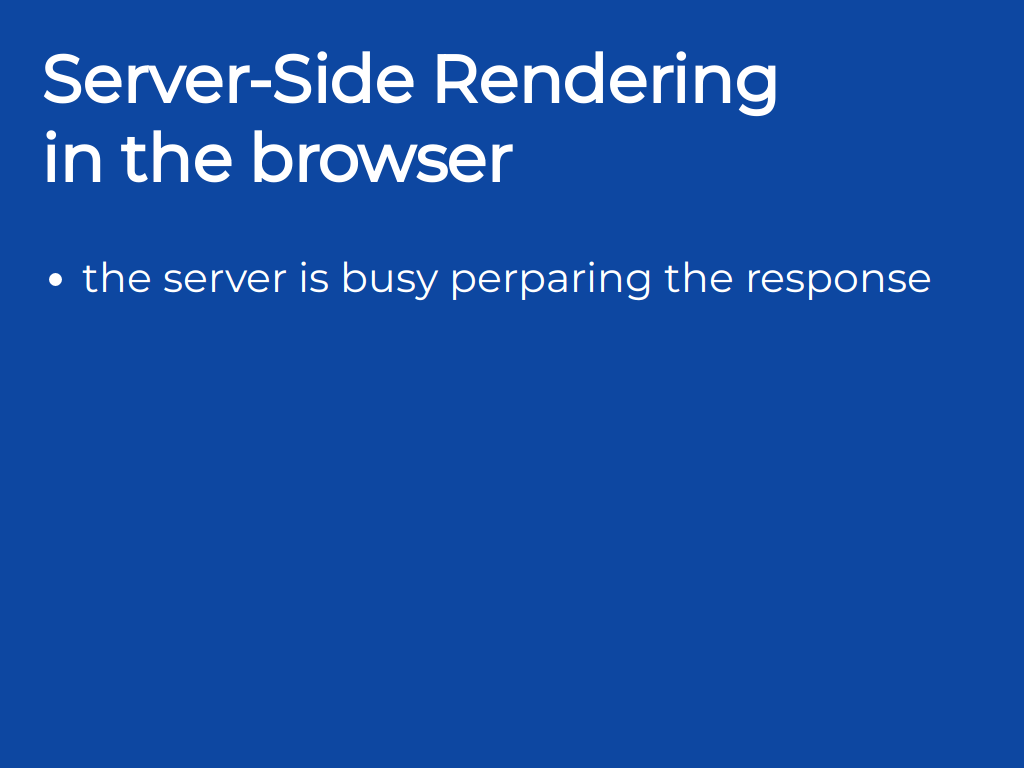 Server-Side Rendering
in the browser
• the server is busy perparing the response